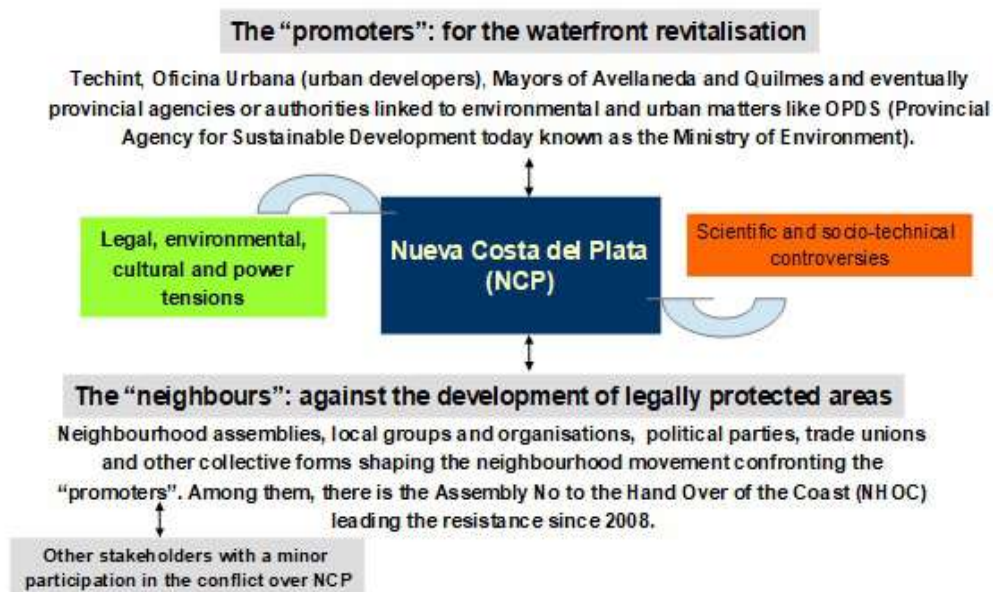 The “promoters”: for the waterfront revitalisation
Techint, Oficina Urbana (urban developers), Mayors of Avellaneda and Quilmes and eventually
provincial agencies or authorities linked to environmental and urban matters like OPDS (Provincial
Agency for Sustainable Development today known as the Ministry of Environment).
Legal, environmental,
cultural and power
tensions
Nueva Costa del Plata
(NCP)
Scientific and socio-technical
controversies
The “neighbours”: against the development of legally protected areas
Neighbourhood assemblies, local groups and organisations, political parties, trade unions
and other collective forms shaping the neighbourhood movement confronting the
“promoters”. Among them, there is the Assembly No to the Hand Over of the Coast (NHOC)
leading the resistance since 2008.
Other stakeholders with a minor
participation in the conflict over NCP